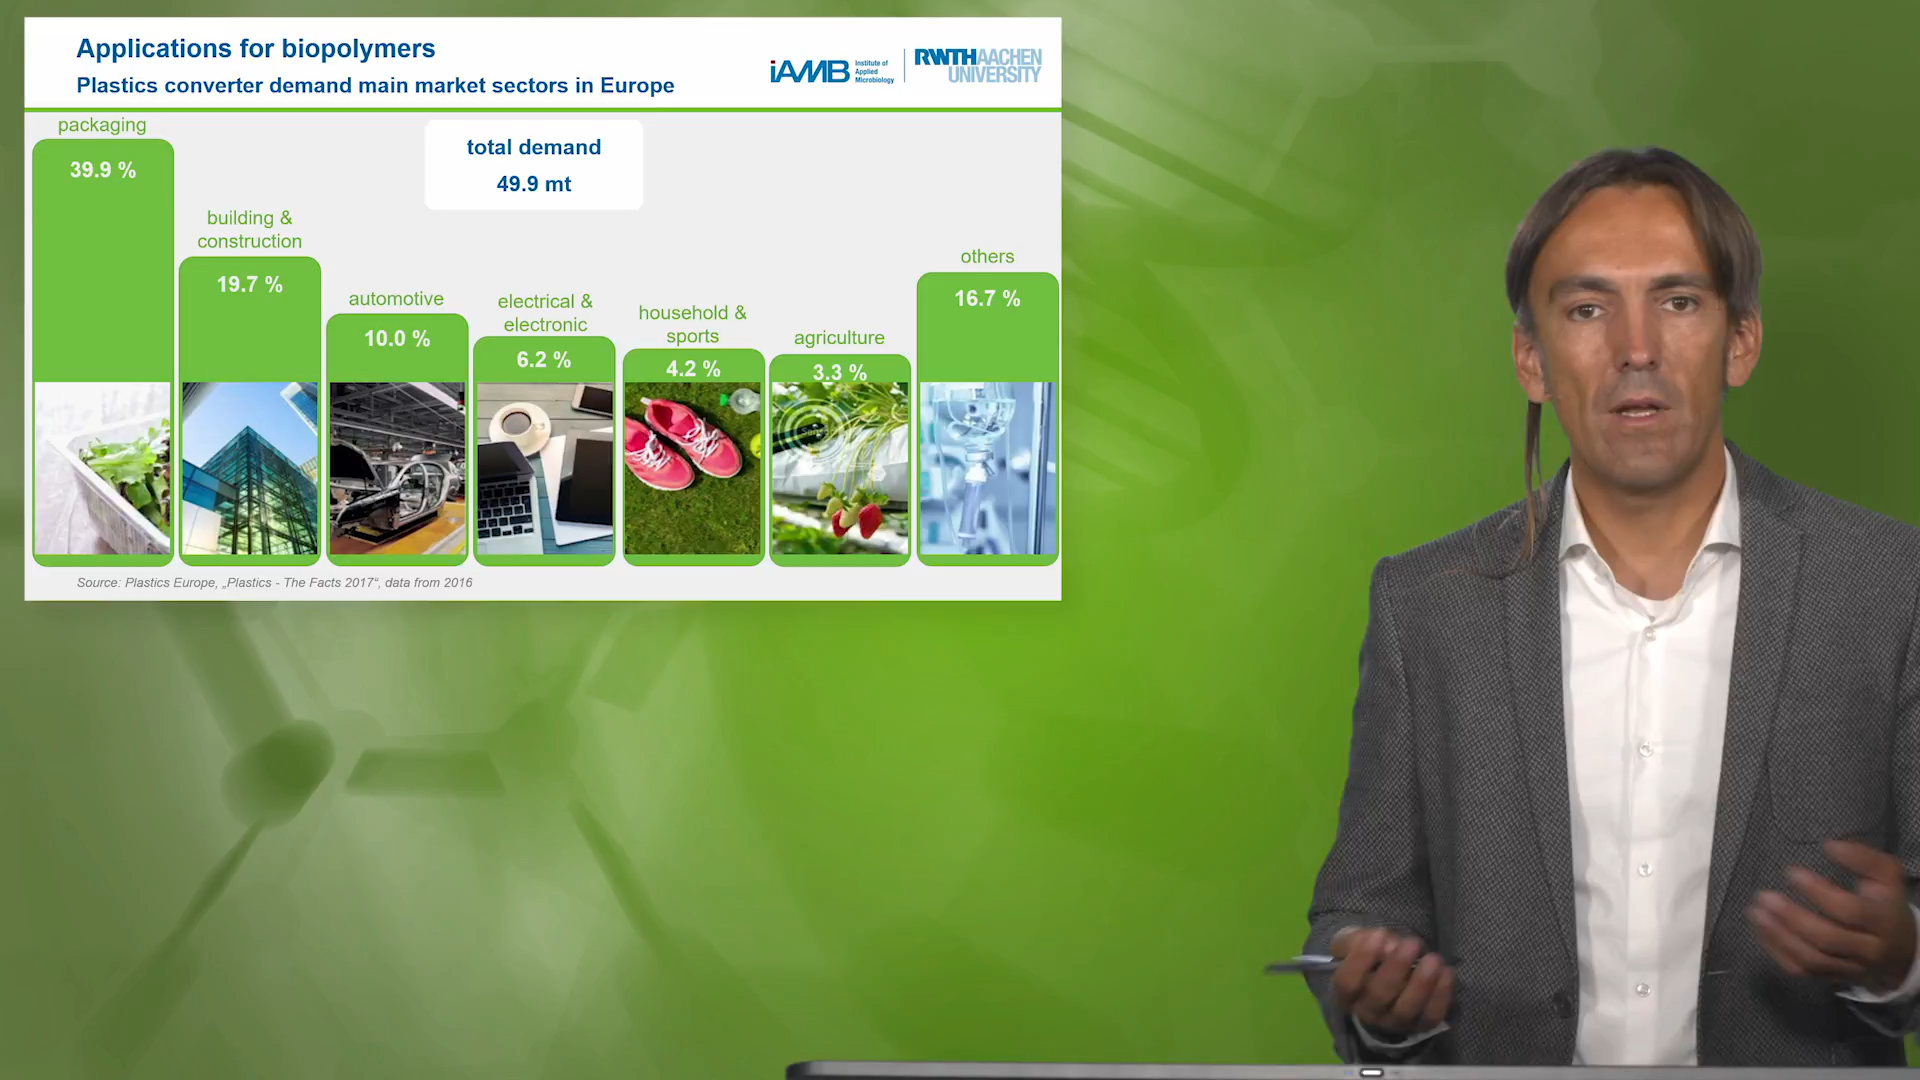 Applications for biopolymers
Plastics converter demand main market sectors in Europe
iAMB
Institute of
Applied
Microbiology
RWTHAACHEN
UNIVERSITY
packaging
39.9 %
total demand
49.9 mt
building &
construction
19.7 %
automotive
10.0 %
electrical &
electronic
6.2 %
household &
sports
4.2 %
agriculture
3.3 %
others
16.7 %
Source: Plastics Europe, „Plastics - The Facts 2017“, data from 2016